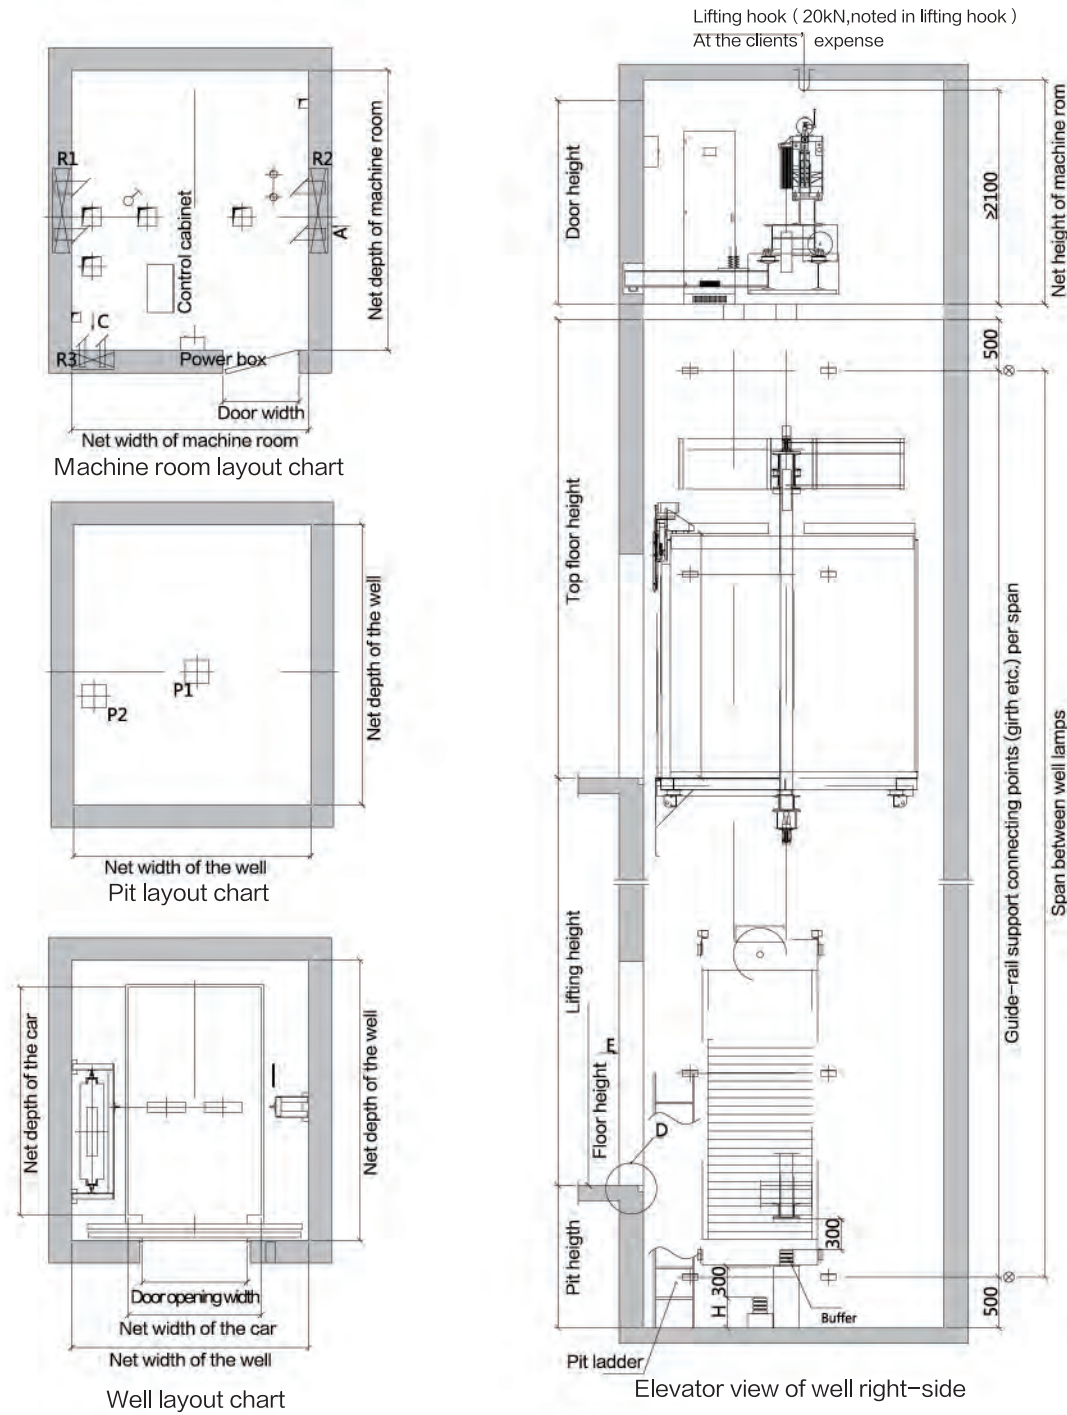 Lifting hook ( 20kN,noted in lifting hook )
At the clients' expense
R1
R2
A
Control cabinet
Net depth of machine room
C
R3
Power box
Door width
Net width of machine room
Machine room layout chart
P1
P2
Net depth of the well
Net width of the well
Pit layout chart
Net depth of the car
Net depth of the well
Door opening width
Net width of the car
Net width of the well
Well layout chart
Door height
≥2100
Net height of machine rom
500
Top floor height
Guide-rail support connecting points (girth etc.) per span
Span between well lamps
Lifting height
Floor height
E
D
Pit heigth
300
H
300
Buffer
500
Pit ladder
Elevator view of well right-side